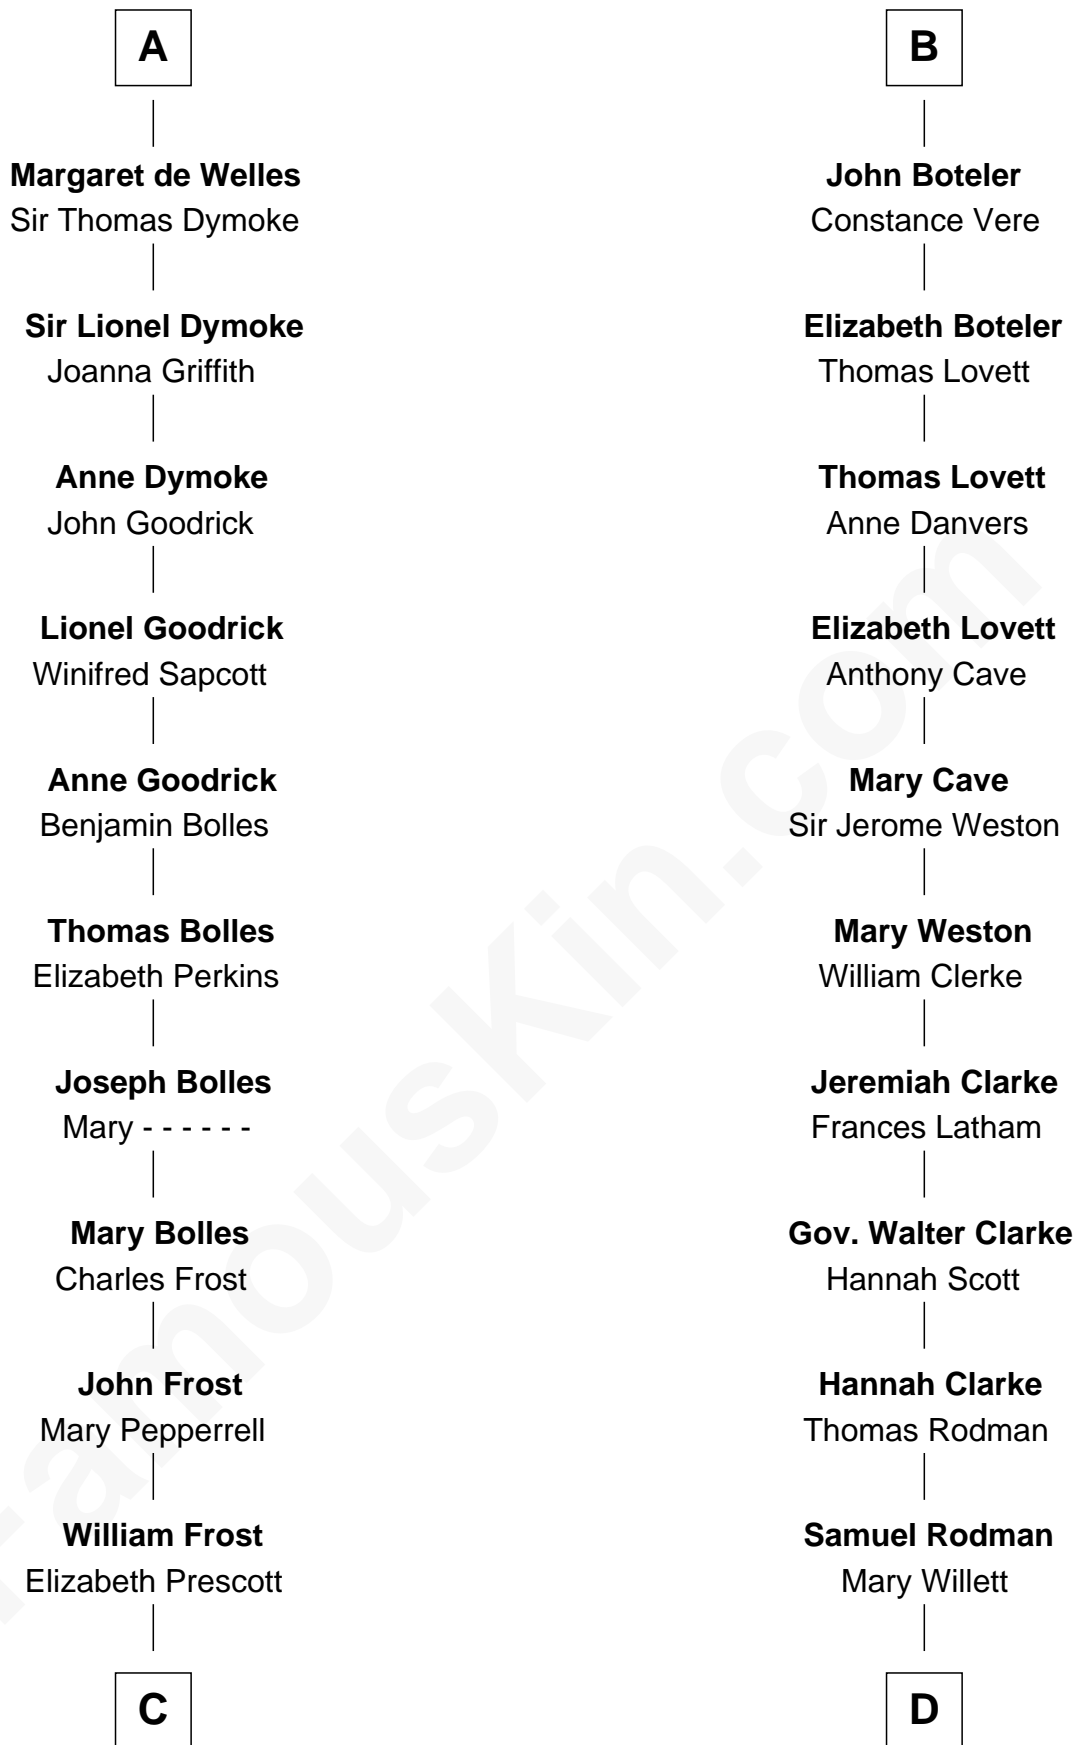 A
Margaret de Welles
Sir Thomas Dymoke
Sir Lionel Dymoke
Joanna Griffith
Anne Dymoke
John Goodrick
Lionel Goodrick
Winifred Sapcott
Anne Goodrick
Benjamin Bolles
Thomas Bolles
Elizabeth Perkins
Joseph Bolles
Mary - - - - - -
Mary Bolles
Charles Frost
John Frost
Mary Pepperrell
William Frost
Elizabeth Prescott
C
B
John Boteler
Constance Vere
Elizabeth Boteler
Thomas Lovett
Thomas Lovett
Anne Danvers
Elizabeth Lovett
Anthony Cave
Mary Cave
Sir Jerome Weston
Mary Weston
William Clerke
Jeremiah Clarke
Frances Latham
Gov. Walter Clarke
Hannah Scott
Hannah Clarke
Thomas Rodman
Samuel Rodman
Mary Willett
D
FamousKin.com